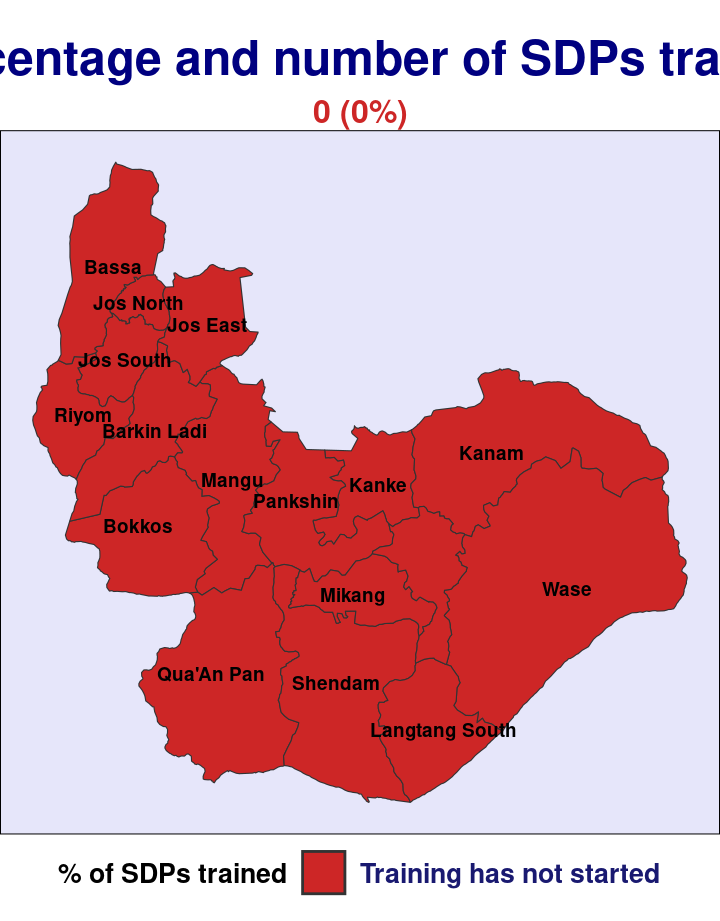 centage and number of SDPs tra
0 (0%)
Bassa
Jos North
Jos East
Jos South
Riyom
Barkin Ladi
Kanam
Mangu
Kanke
Pankshin
Bokkos
Wase
Mikang
Qua'An Pan
Shendam
Langtang South
% of SDPs trained Training has not started